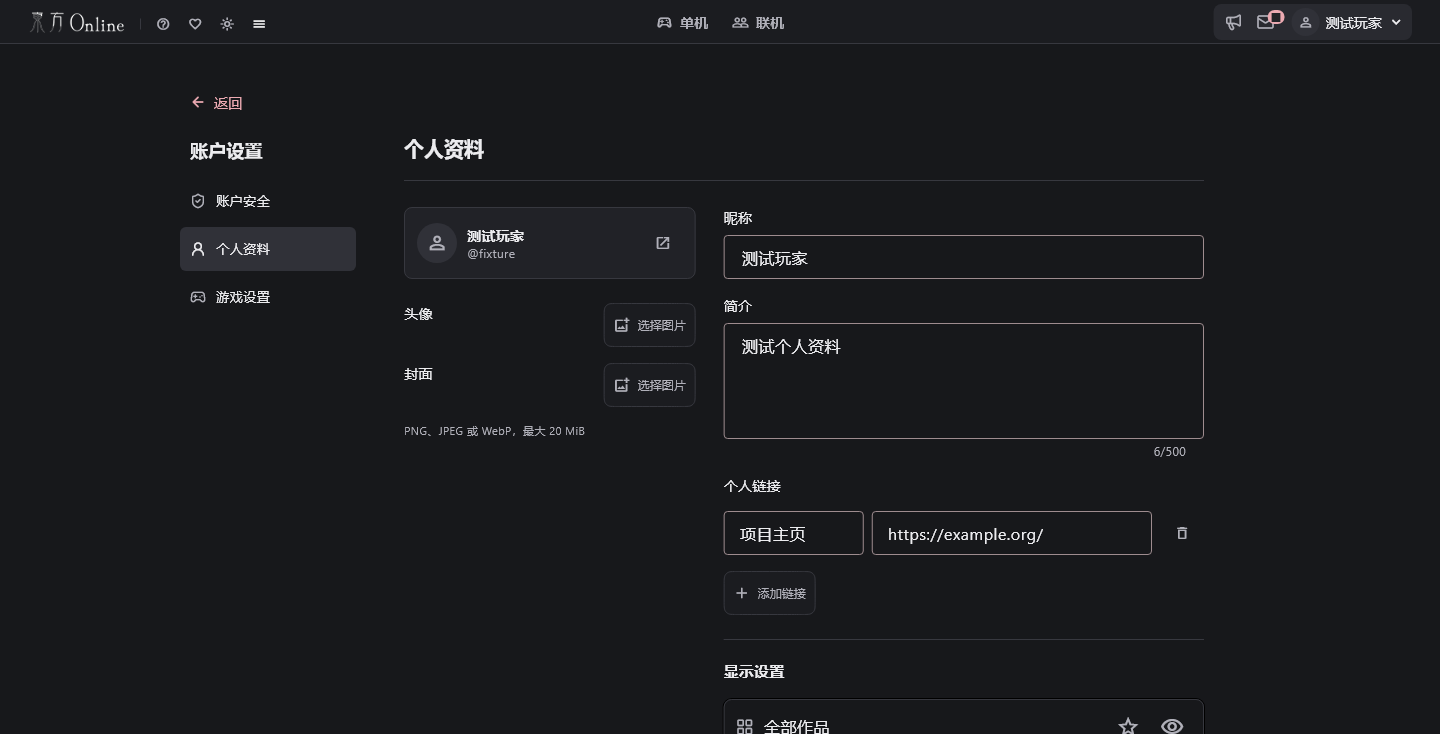 東方Online
单机
联机
测试玩家
返回
账户设置
账户安全
个人资料
游戏设置
个人资料
测试玩家
@fixture
头像
选择图片
封面
选择图片
PNG、JPEG 或 WebP，最大 20 MiB
昵称
测试玩家
简介
测试个人资料
6/500
个人链接
项目主页
https://example.org/
添加链接
显示设置
全部作品